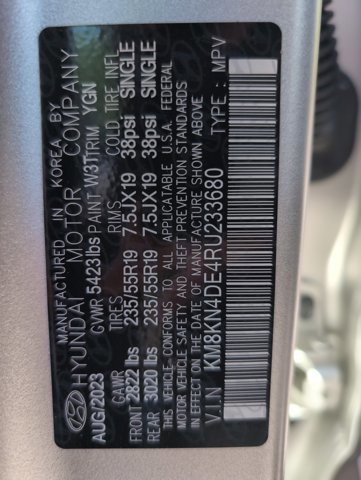 MANUFACTURED IN KOREA BY
HYUNDAI MOTOR COMPANY
AUG/2023 GVWR 5423lbs PAINT W3T TRIM YGN
GAWR TIRES RIMS COLD TIRE INFL
FRONT 2822 lbs 235/55R19 7.5JX19 38psi SINGLE
REAR 3020 lbs 235/55R19 7.5JX19 38psi SINGLE
THIS VEHICLE CONFORMS TO ALL APPLICABLE U.S.A. FEDERAL
MOTOR VEHICLE SAFETY AND THEFT PREVENTION STANDARDS
IN EFFECT ON THE DATE OF MANUFACTURE SHOWN ABOVE
V.I.N KM8KN4DE4RU233680 MPV